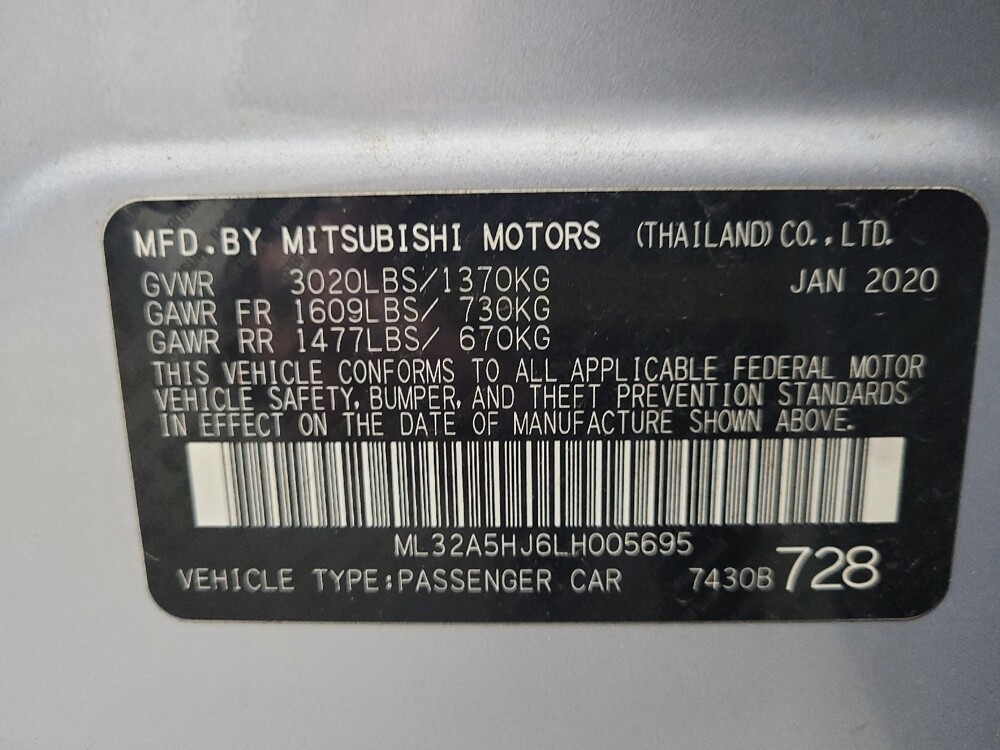 MFD.BY MITSUBISHI MOTORS (THAILAND) CO.,LTD.
GVWR 3020LBS/1370KG JAN 2020
GAWR FR 1609LBS/ 730KG
GAWR RR 1477LBS/ 670KG
THIS VEHICLE CONFORMS TO ALL APPLICABLE FEDERAL MOTOR
VEHICLE SAFETY, BUMPER, AND THEFT PREVENTION STANDARDS
IN EFFECT ON THE DATE OF MANUFACTURE SHOWN ABOVE.
ML32A5HJ6LH005695
VEHICLE TYPE:PASSENGER CAR 7430B 728